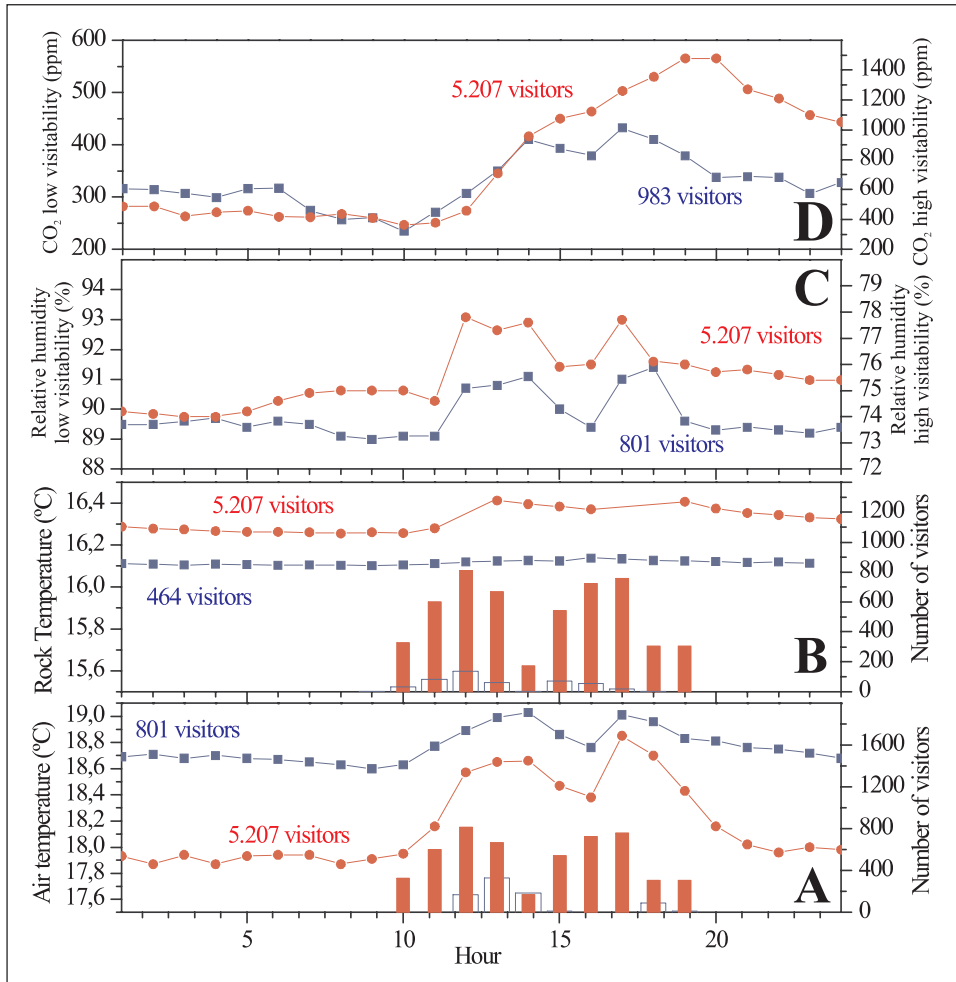 600
500
400
300
200
CO₂ low visitability (ppm)
5.207 visitors
983 visitors
D
1400
1200
1000
800
600
400
200
CO₂ high visitability (ppm)
94
93
92
91
90
89
88
Relative humidity
low visitability (%)
C
5.207 visitors
801 visitors
79
78
77
76
75
74
73
72
Relative humidity
high visitability (%)
16,4
16,2
16,0
15,8
15,6
Rock Temperature (ºC)
5.207 visitors
464 visitors
B
1200
1000
800
600
400
200
0
Number of visitors
19,0
18,8
18,6
18,4
18,2
18,0
17,8
17,6
Air temperature (ºC)
801 visitors
5.207 visitors
A
1600
1200
800
400
0
Number of visitors
5
10
15
20
Hour